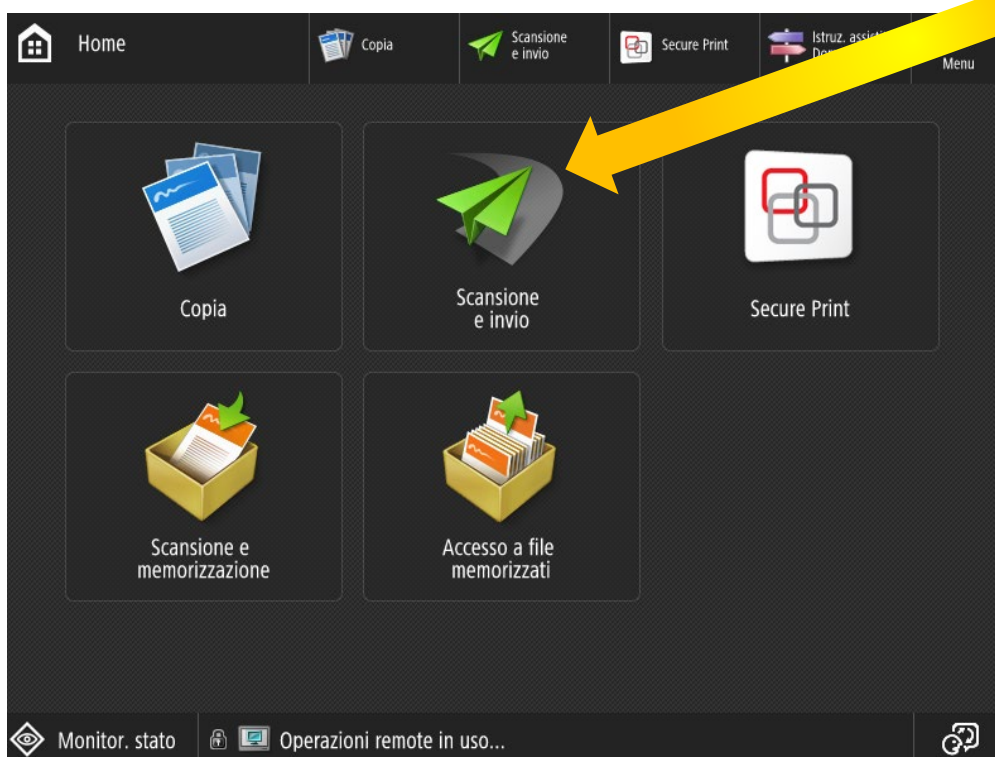 Home
Copia
Scansione
e invio
Secure Print
Istruz.
Menu
Copia
Scansione
e invio
Secure Print
Scansione e
memorizzazione
Accesso a file
memorizzati
Monitor. stato
Operazioni remote in uso...